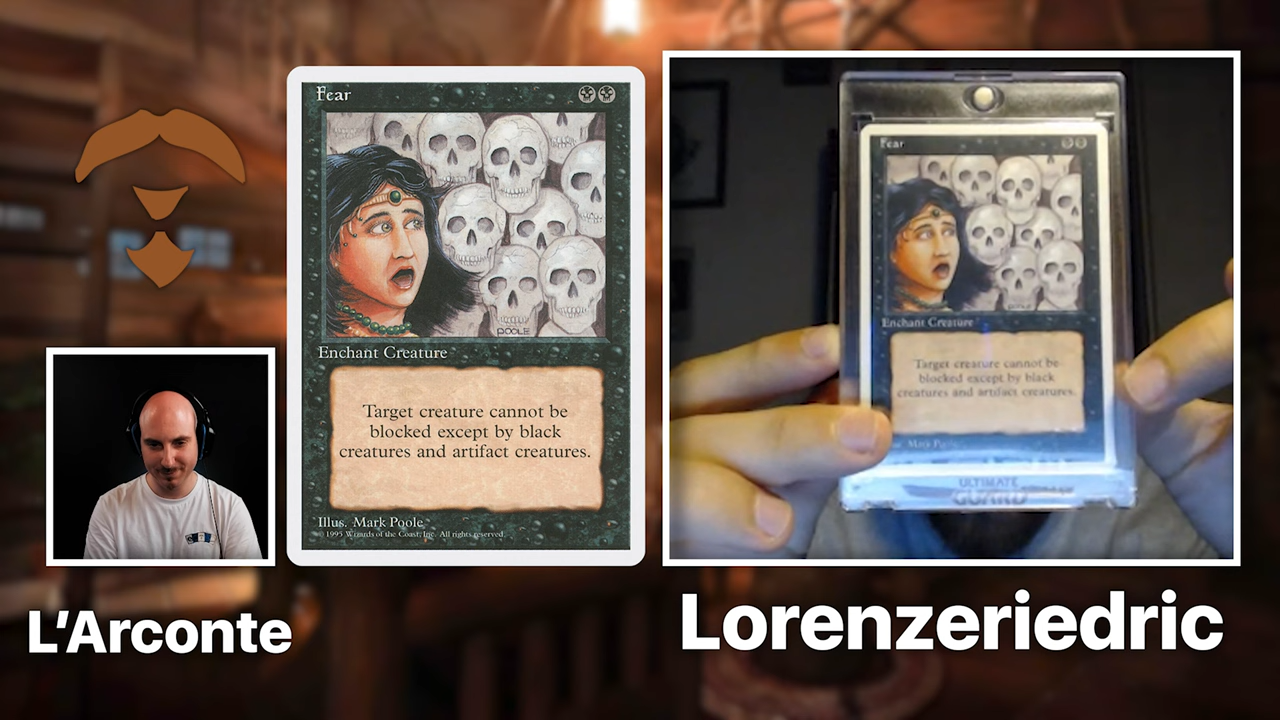 Fear
POOLE
Enchant Creature
Target creature cannot be
blocked except by black
creatures and artifact creatures.
Illus. Mark Poole
© 1995 Wizards of the Coast, Inc. All rights reserved.
Fear
POOLE
Enchant Creature
Target creature cannot be
blocked except by black
creatures and artifact creatures.
Mark Poole
ULTIMATE
GUARD
L'Arconte
Lorenzeriedric